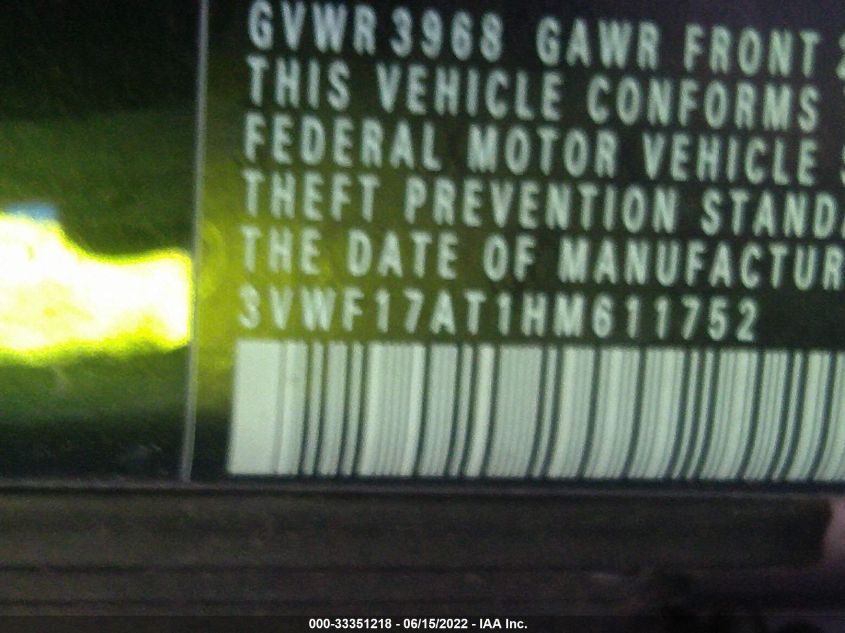 GVWR 3968 GAWR FRONT
THIS VEHICLE CONFORMS
FEDERAL MOTOR VEHICLE
THEFT PREVENTION STANDA
THE DATE OF MANUFACTUR
3VWF17AT1HM611752
000-33351218 - 06/15/2022 - IAA Inc.